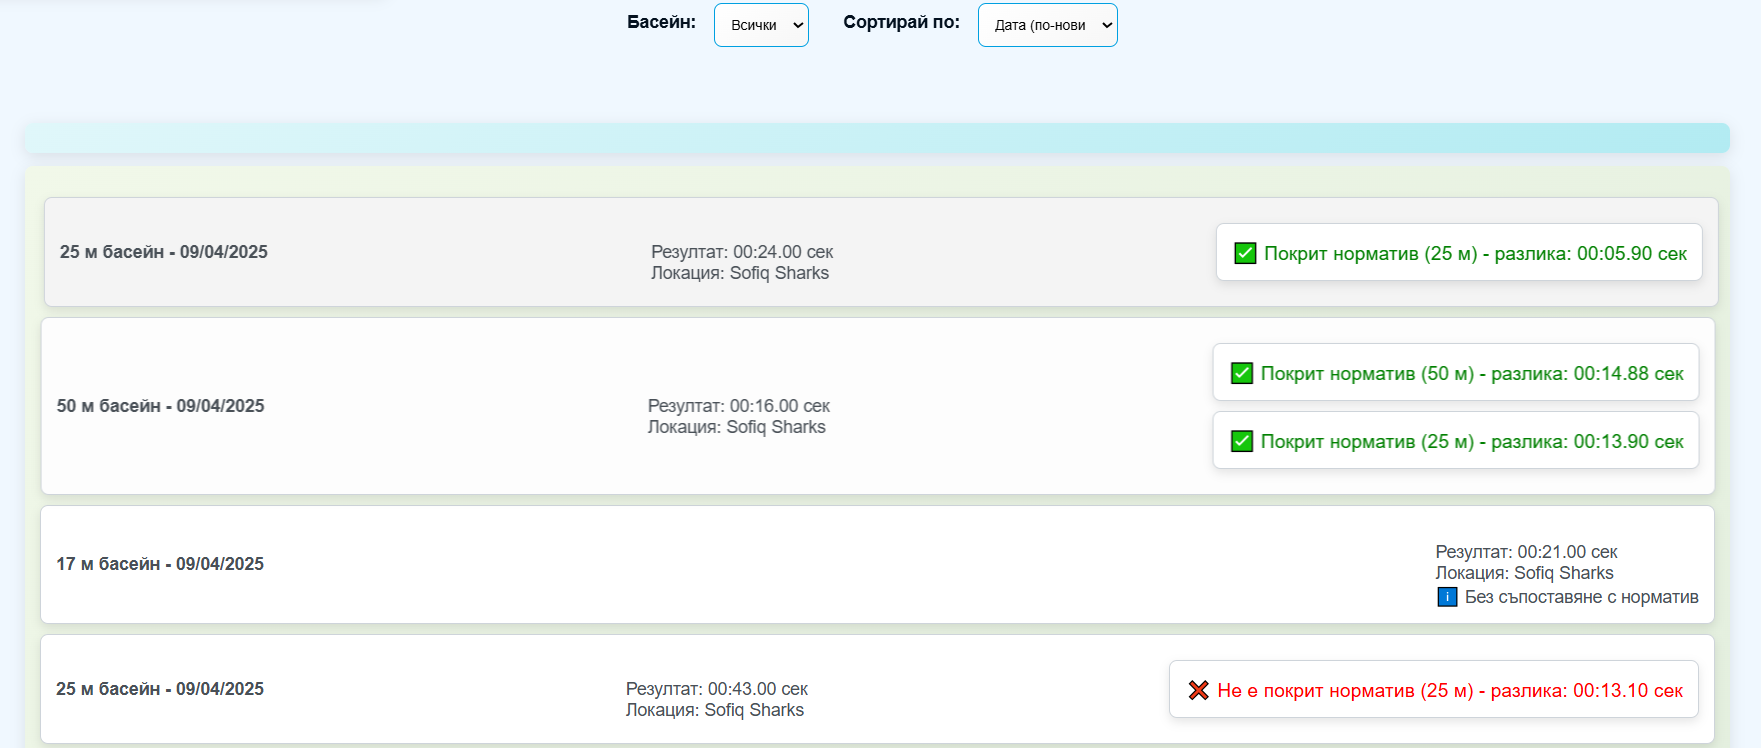 Басейн: Всички Сортирай по: Дата (по-нови
25 м басейн - 09/04/2025
Резултат: 00:24.00 сек
Локация: Sofiq Sharks
✅ Покрит норматив (25 м) - разлика: 00:05.90 сек
50 м басейн - 09/04/2025
Резултат: 00:16.00 сек
Локация: Sofiq Sharks
✅ Покрит норматив (50 м) - разлика: 00:14.88 сек
✅ Покрит норматив (25 м) - разлика: 00:13.90 сек
17 м басейн - 09/04/2025
Резултат: 00:21.00 сек
Локация: Sofiq Sharks
ℹ️ Без съпоставяне с норматив
25 м басейн - 09/04/2025
Резултат: 00:43.00 сек
Локация: Sofiq Sharks
❌ Не е покрит норматив (25 м) - разлика: 00:13.10 сек